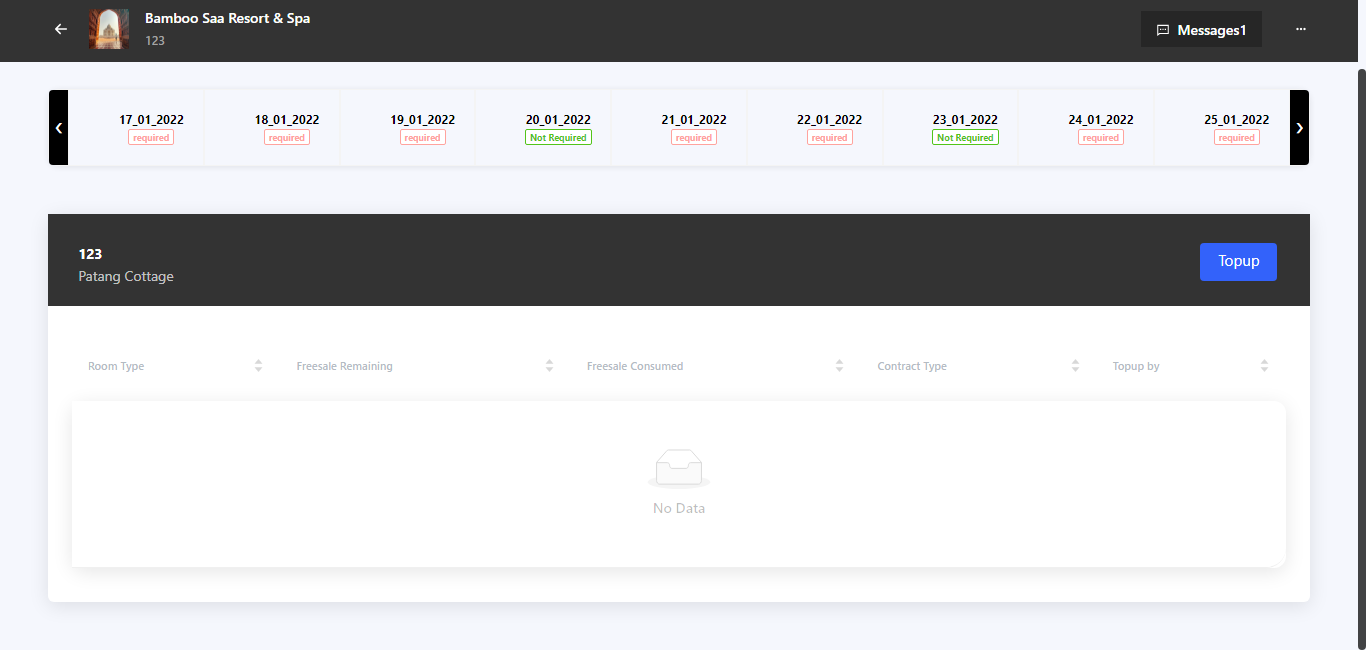 Bamboo Saa Resort & Spa
123
Messages1
17_01_2022
required
18_01_2022
required
19_01_2022
required
20_01_2022
Not Required
21_01_2022
required
22_01_2022
required
23_01_2022
Not Required
24_01_2022
required
25_01_2022
required
123
Patang Cottage
Topup
Room Type
Freesale Remaining
Freesale Consumed
Contract Type
Topup by
No Data